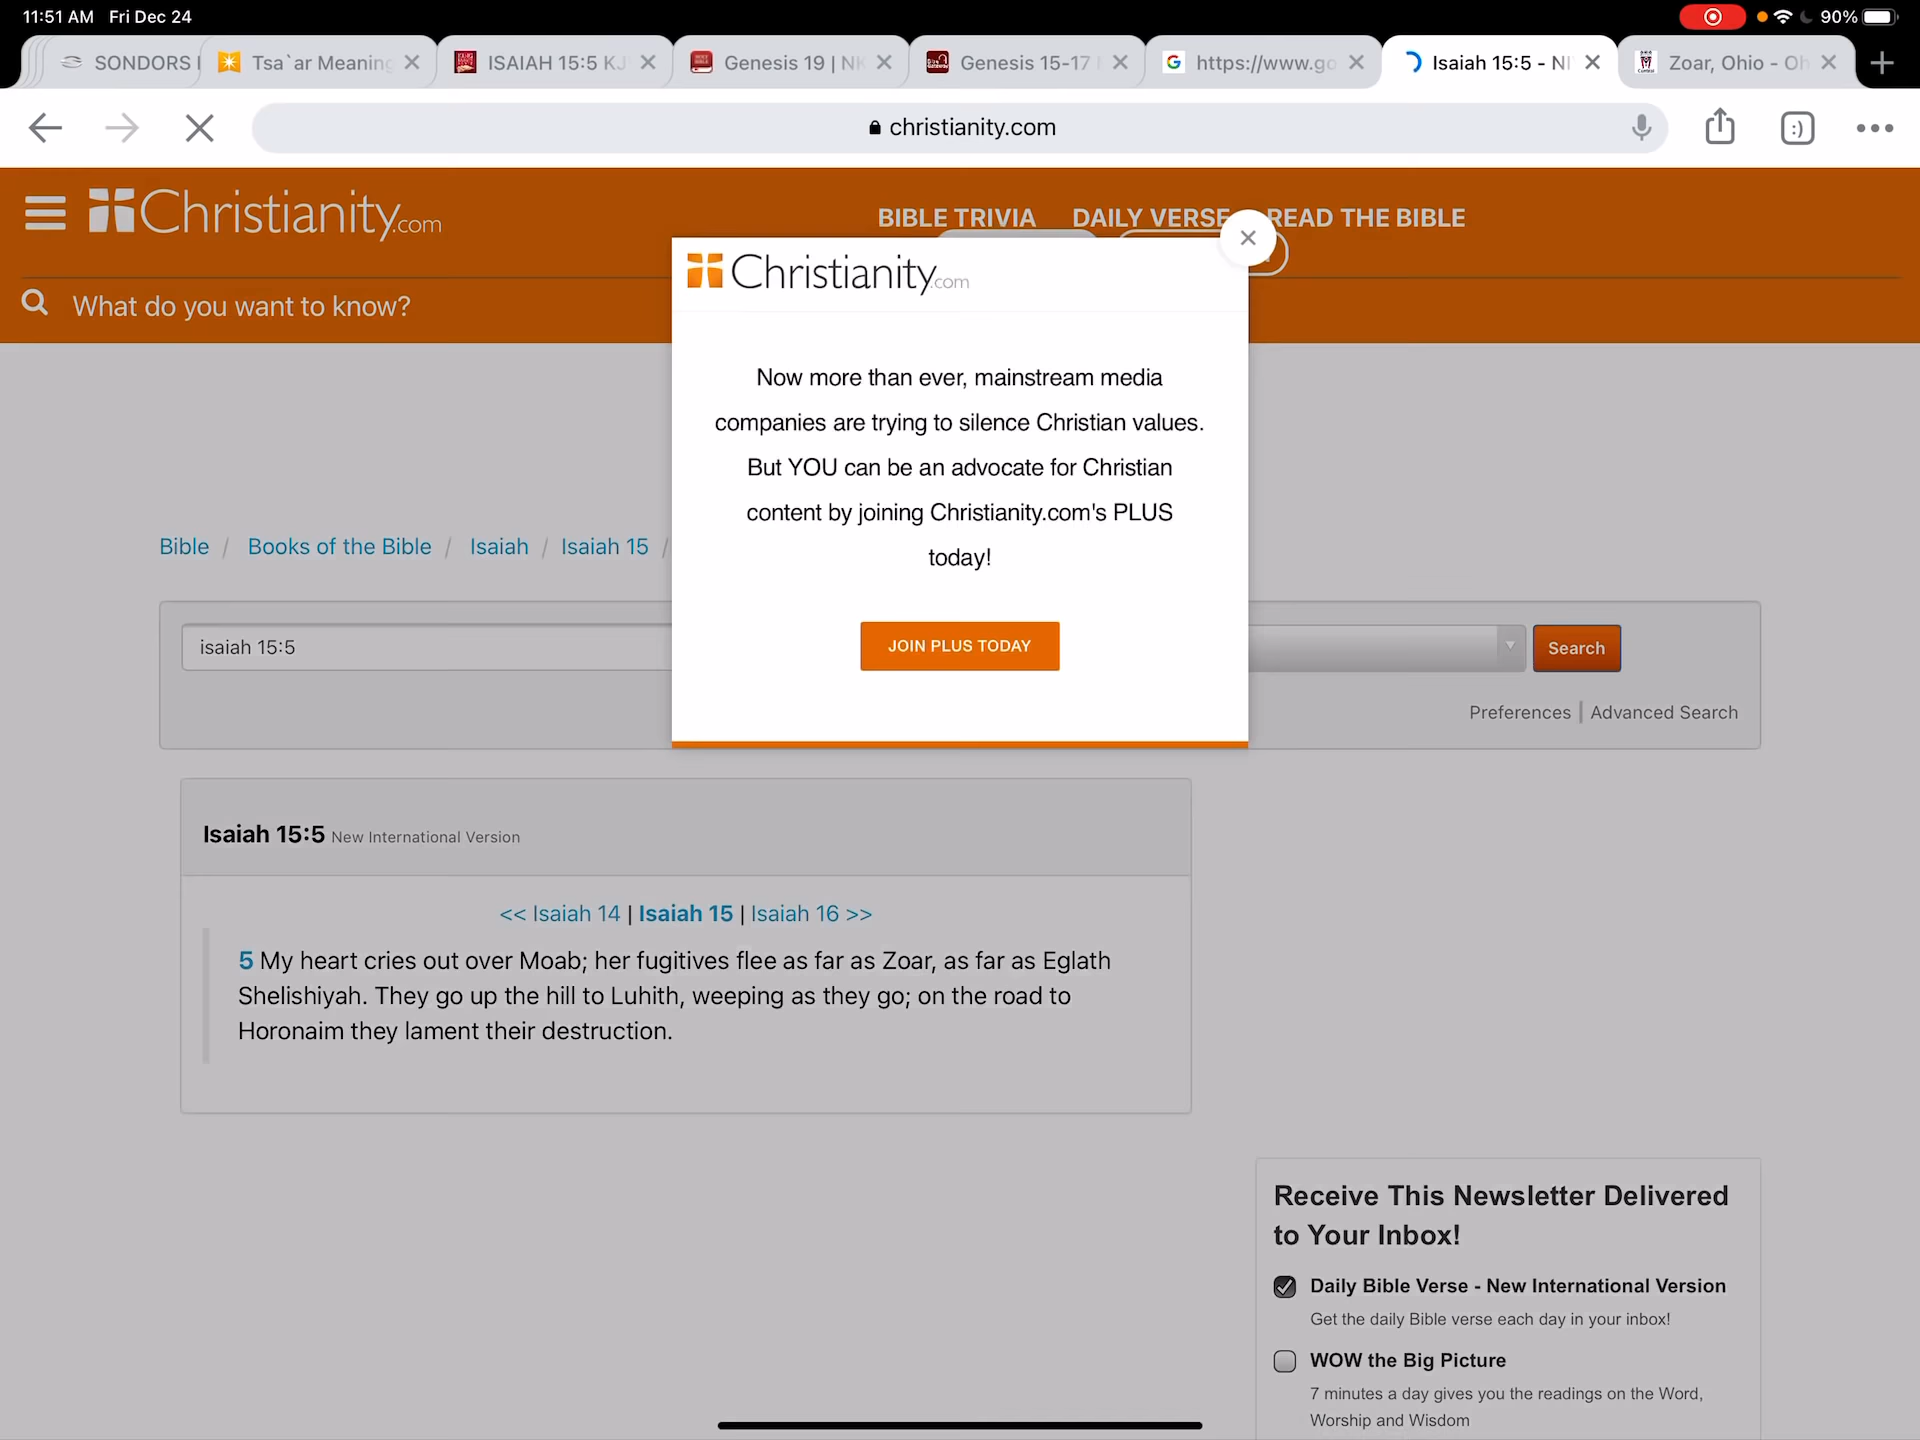 11:51 AM Fri Dec 24
90%
SONDORS
Tsa`ar Meaning
ISAIAH 15:5 KJ
Genesis 19 | NK
Genesis 15-17
https://www.go
Isaiah 15:5 - NI
Zoar, Ohio - Oh
christianity.com
Christianity.com
BIBLE TRIVIA
DAILY VERSE
READ THE BIBLE
What do you want to know?
Christianity.com
Now more than ever, mainstream media
companies are trying to silence Christian values.
But YOU can be an advocate for Christian
content by joining Christianity.com's PLUS
today!
JOIN PLUS TODAY
Bible / Books of the Bible / Isaiah / Isaiah 15 /
isaiah 15:5
Search
Preferences | Advanced Search
Isaiah 15:5 New International Version
<< Isaiah 14 | Isaiah 15 | Isaiah 16 >>
5 My heart cries out over Moab; her fugitives flee as far as Zoar, as far as Eglath
Shelishiyah. They go up the hill to Luhith, weeping as they go; on the road to
Horonaim they lament their destruction.
Receive This Newsletter Delivered
to Your Inbox!
Daily Bible Verse - New International Version
Get the daily Bible verse each day in your inbox!
WOW the Big Picture
7 minutes a day gives you the readings on the Word,
Worship and Wisdom